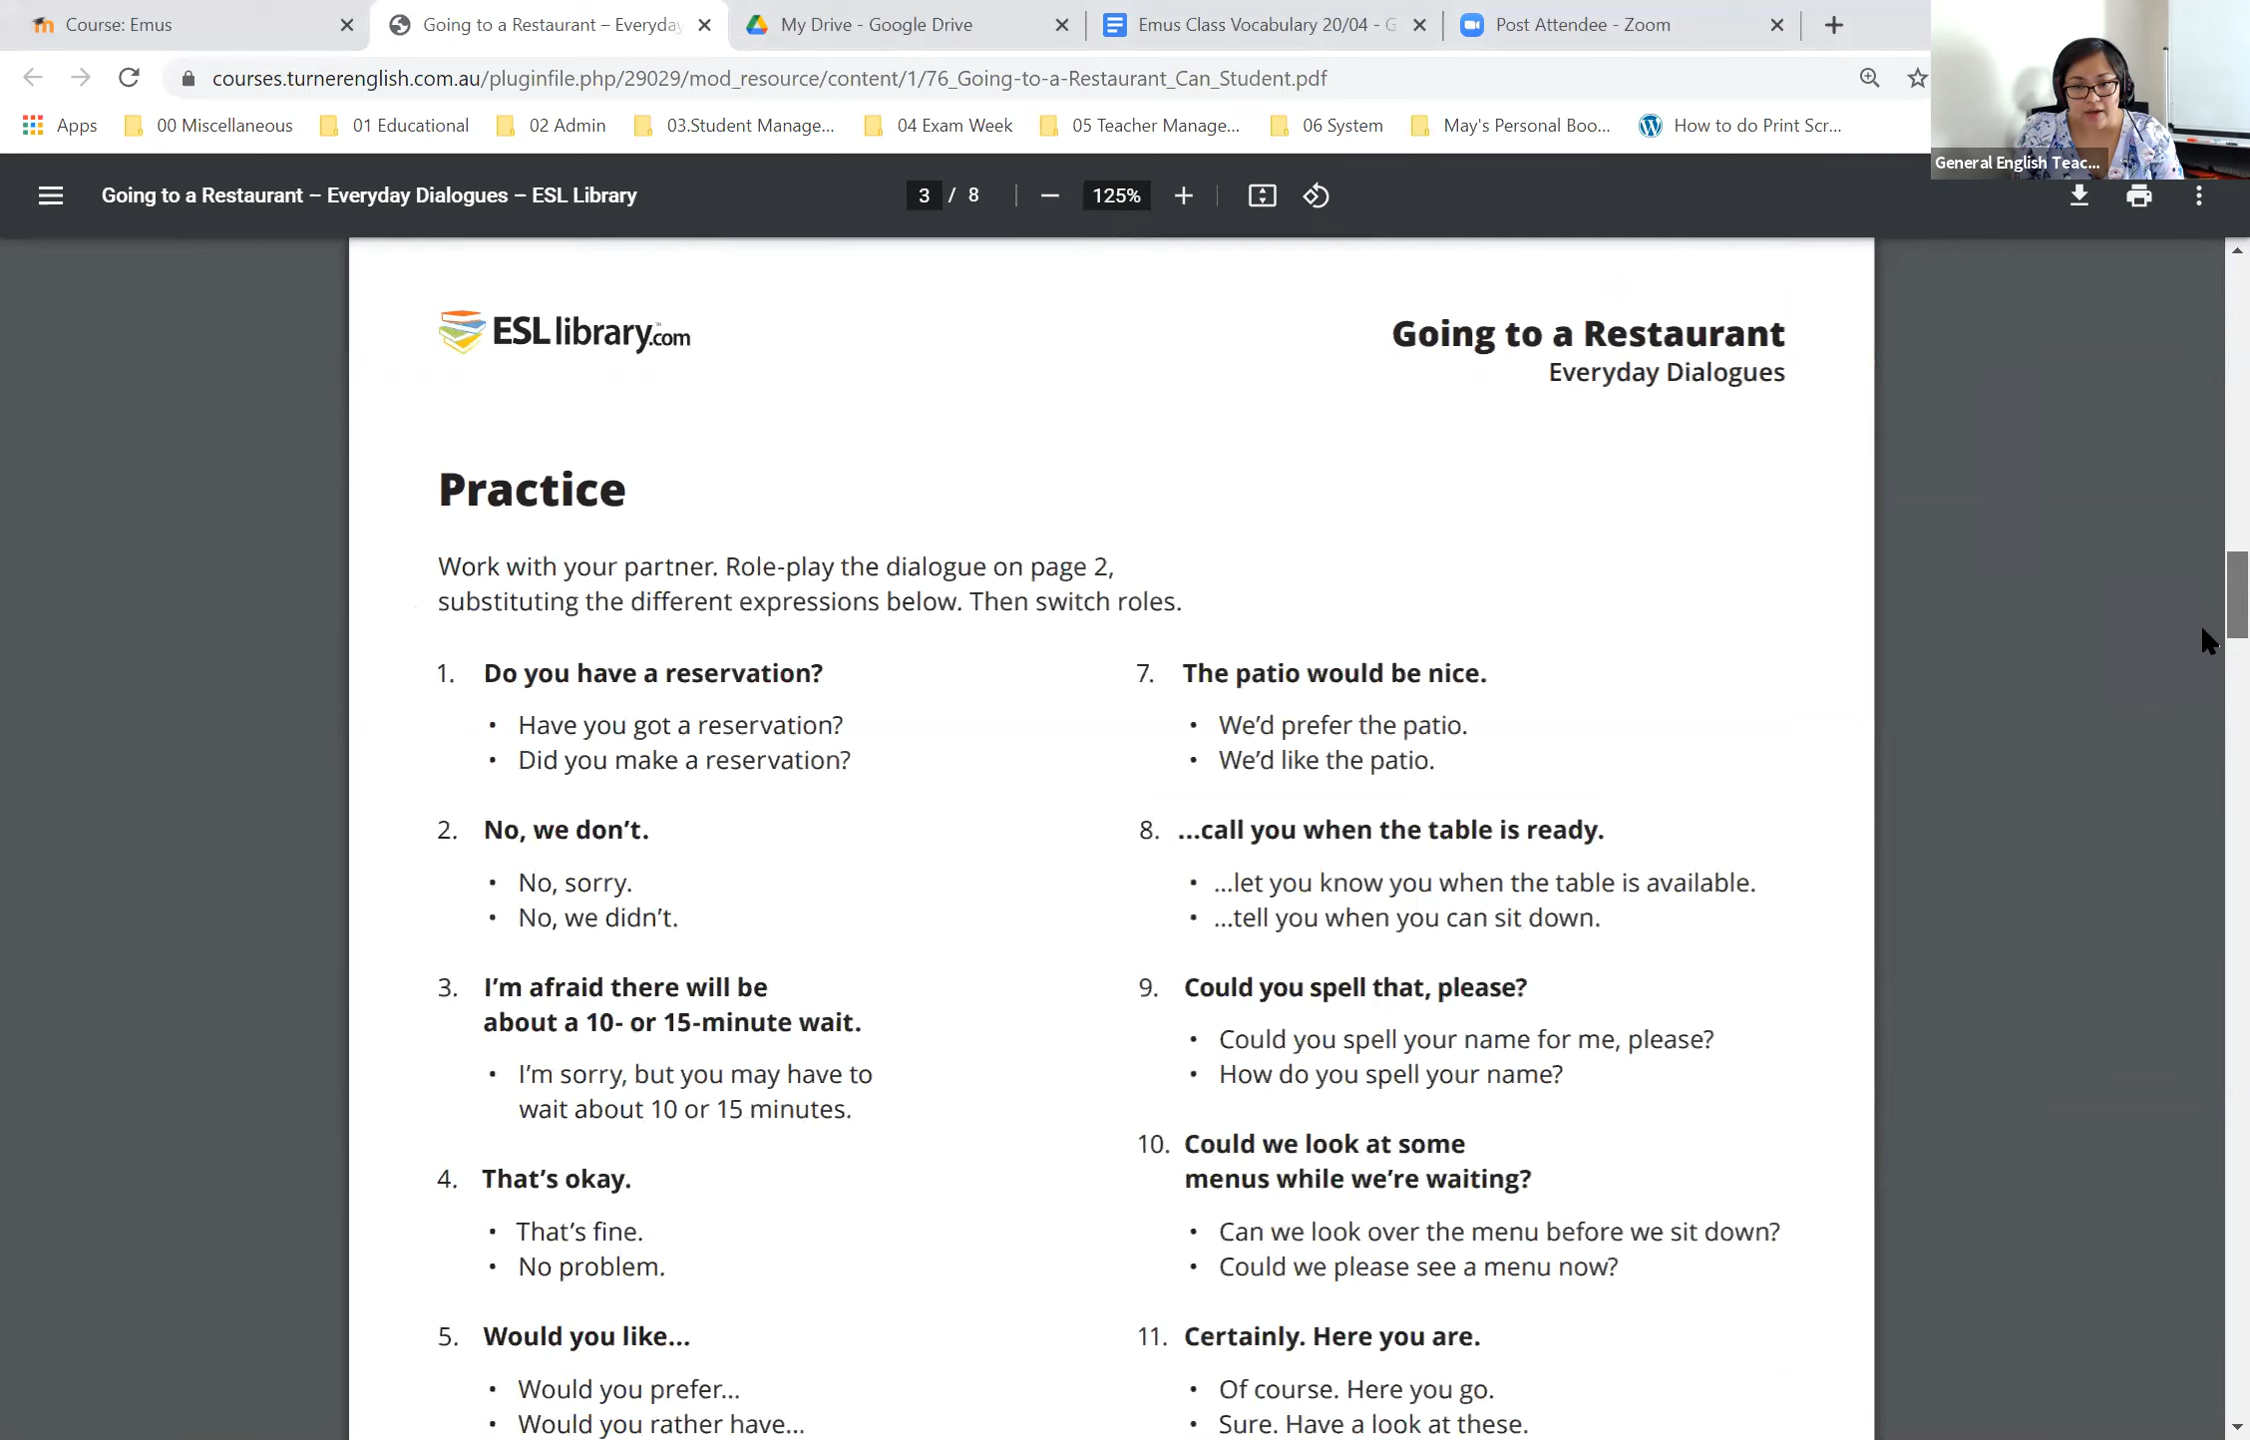 Course: Emus
Going to a Restaurant – Everyday
My Drive - Google Drive
Emus Class Vocabulary 20/04 - G
Post Attendee - Zoom
courses.turnerenglish.com.au/pluginfile.php/29029/mod_resource/content/1/76_Going-to-a-Restaurant_Can_Student.pdf
Apps
00 Miscellaneous
01 Educational
02 Admin
03.Student Manage...
04 Exam Week
05 Teacher Manage...
06 System
May's Personal Boo...
How to do Print Scr...
General English Teac...
Going to a Restaurant – Everyday Dialogues – ESL Library
3 / 8
125%
ESLlibrary.com
Going to a Restaurant
Everyday Dialogues
Practice
Work with your partner. Role-play the dialogue on page 2,
substituting the different expressions below. Then switch roles.
1. Do you have a reservation?
• Have you got a reservation?
• Did you make a reservation?
2. No, we don't.
• No, sorry.
• No, we didn't.
3. I'm afraid there will be
about a 10- or 15-minute wait.
• I'm sorry, but you may have to
wait about 10 or 15 minutes.
4. That's okay.
• That's fine.
• No problem.
5. Would you like...
• Would you prefer...
• Would you rather have...
7. The patio would be nice.
• We'd prefer the patio.
• We'd like the patio.
8. ...call you when the table is ready.
• ...let you know you when the table is available.
• ...tell you when you can sit down.
9. Could you spell that, please?
• Could you spell your name for me, please?
• How do you spell your name?
10. Could we look at some
menus while we're waiting?
• Can we look over the menu before we sit down?
• Could we please see a menu now?
11. Certainly. Here you are.
• Of course. Here you go.
• Sure. Have a look at these.